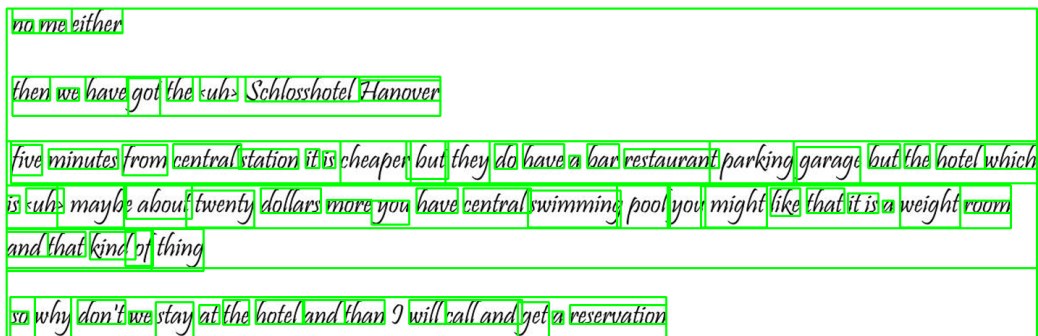 no me either
then we have got the <uh> Schlosshotel Hanover
five minutes from central station it is cheaper but they do have a bar restaurant parking garage but the hotel which
is <uh> maybe about twenty dollars more you have central swimming pool you might like that it is a weight room
and that kind of thing
so why don't we stay at the hotel and than I will call and get a reservation